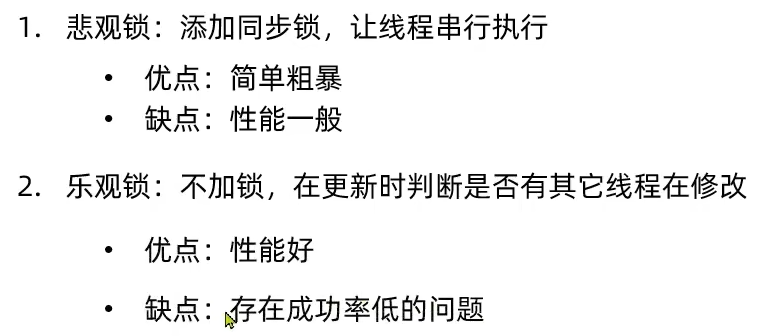 1. 悲观锁：添加同步锁，让线程串行执行
• 优点：简单粗暴
• 缺点：性能一般
2. 乐观锁：不加锁，在更新时判断是否有其它线程在修改
• 优点：性能好
• 缺点：存在成功率低的问题